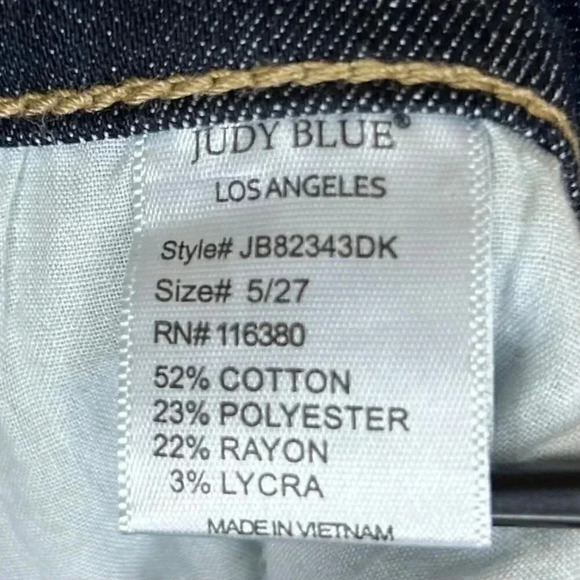 JUDY BLUE®
LOS ANGELES
Style# JB82343DK
Size# 5/27
RN# 116380
52% COTTON
23% POLYESTER
22% RAYON
3% LYCRA
MADE IN VIETNAM